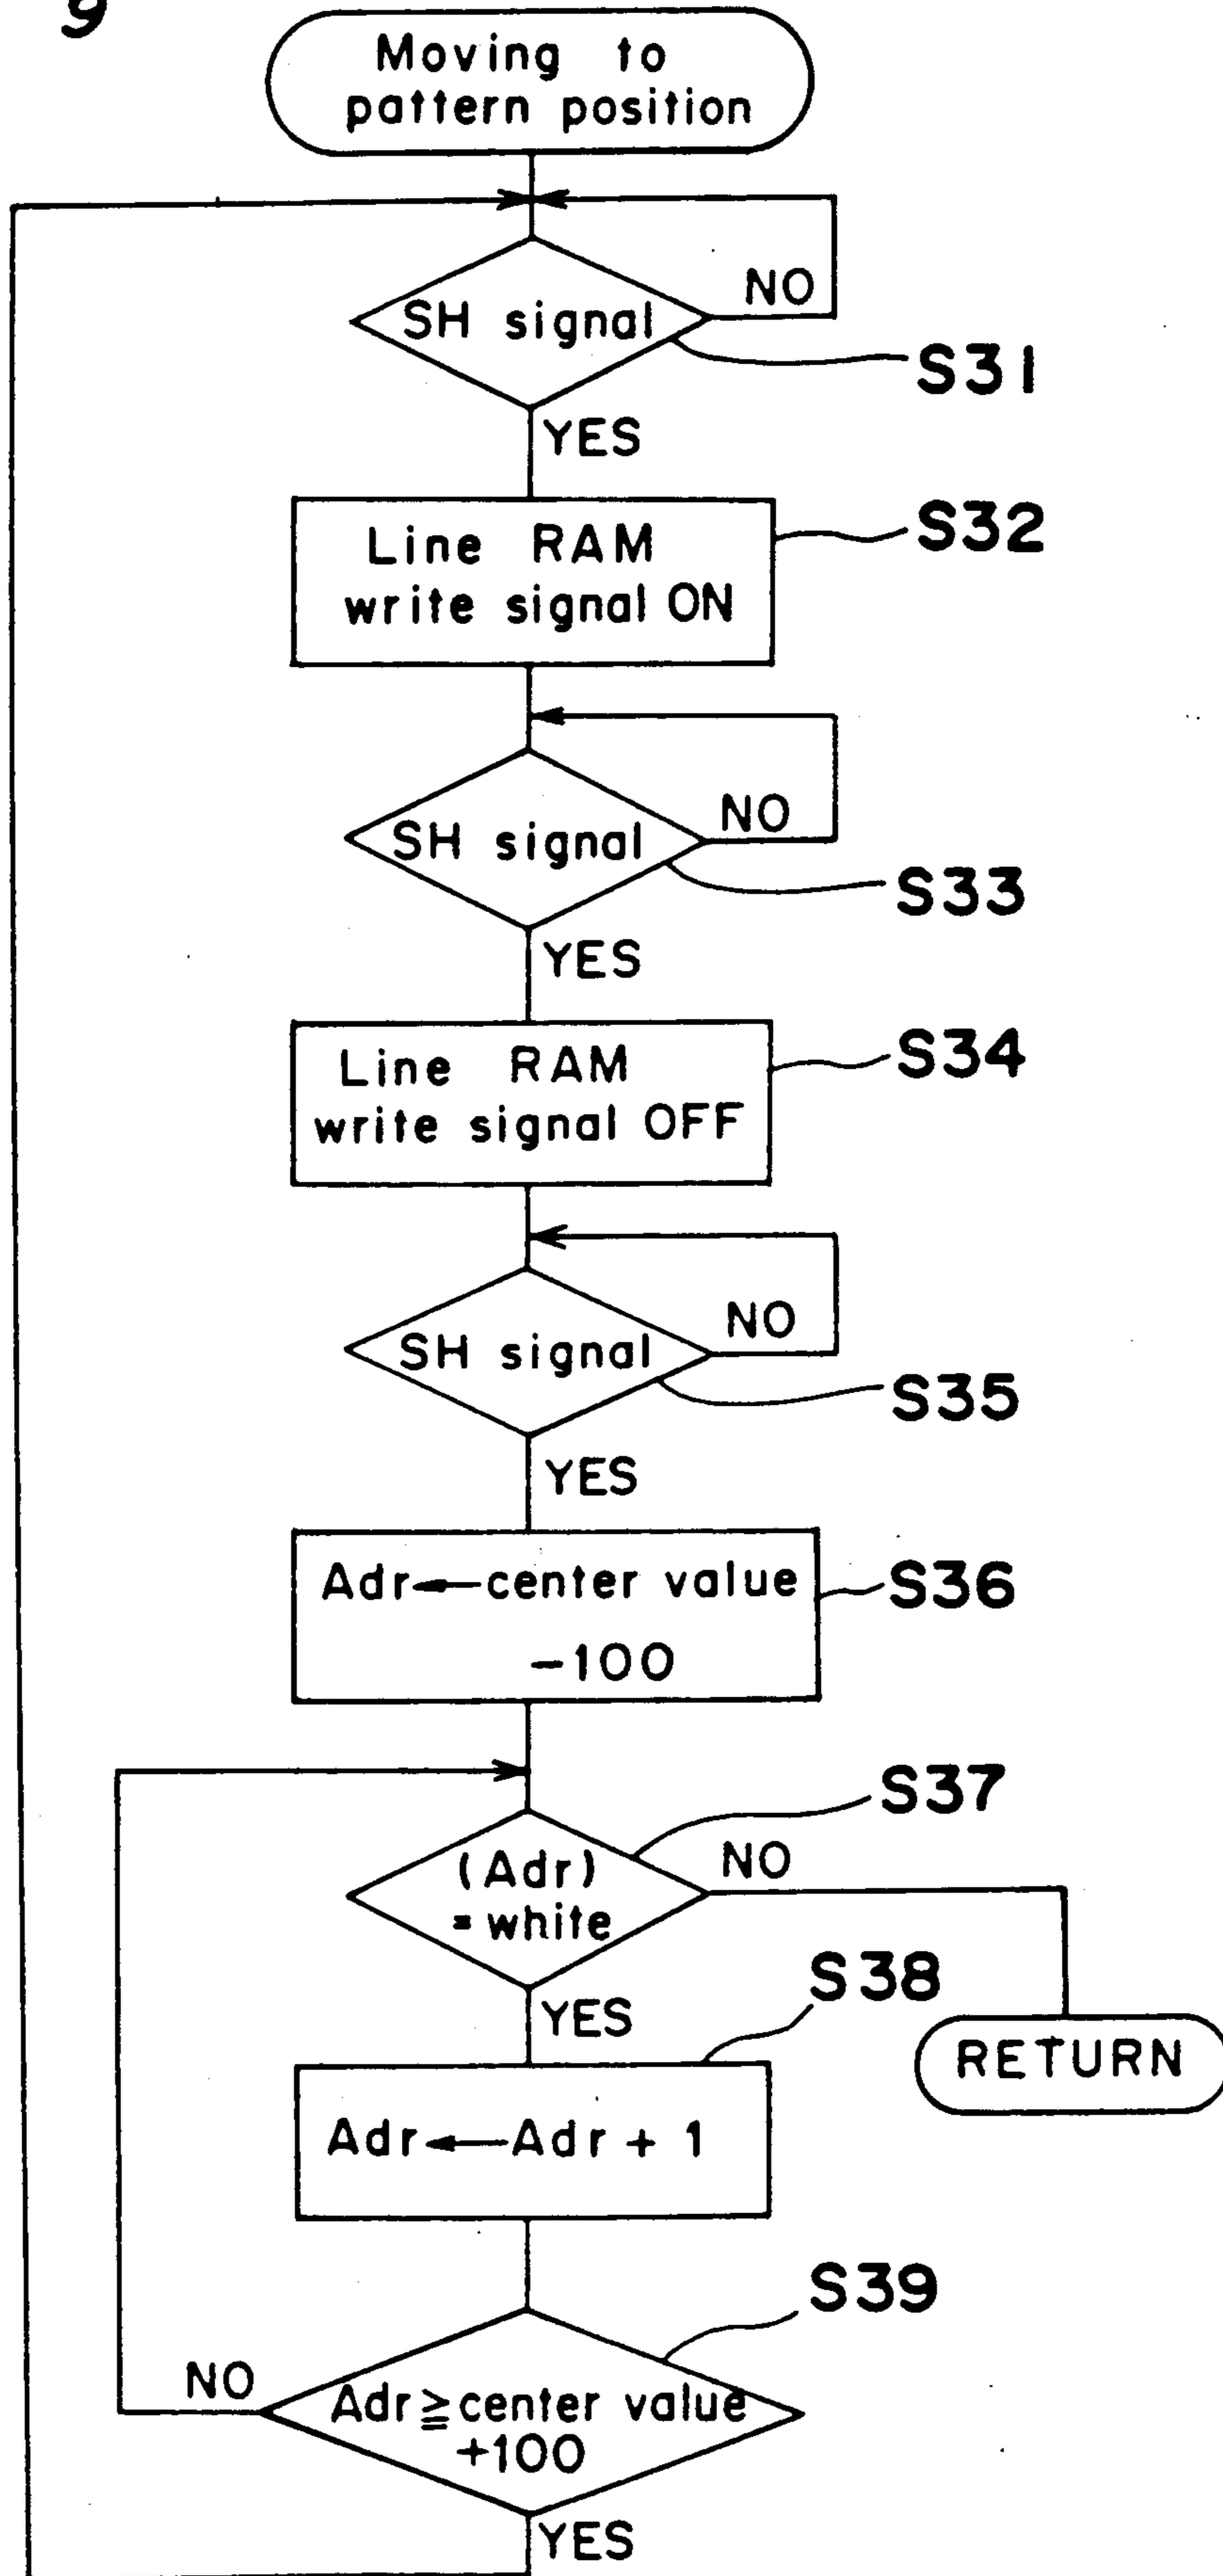 9
Moving to
pattern position
NO
SH signal
S31
YES
S32
Line RAM
write signal ON
NO
SH signal
S33
YES
S34
Line RAM
write signal OFF
NO
SH signal
S35
YES
Adr←center value
S36
-100
S37
(Adr)
NO
=white
S38
YES
RETURN
Adr←Adr + 1
S39
NO
Adr≧center value
+100
YES